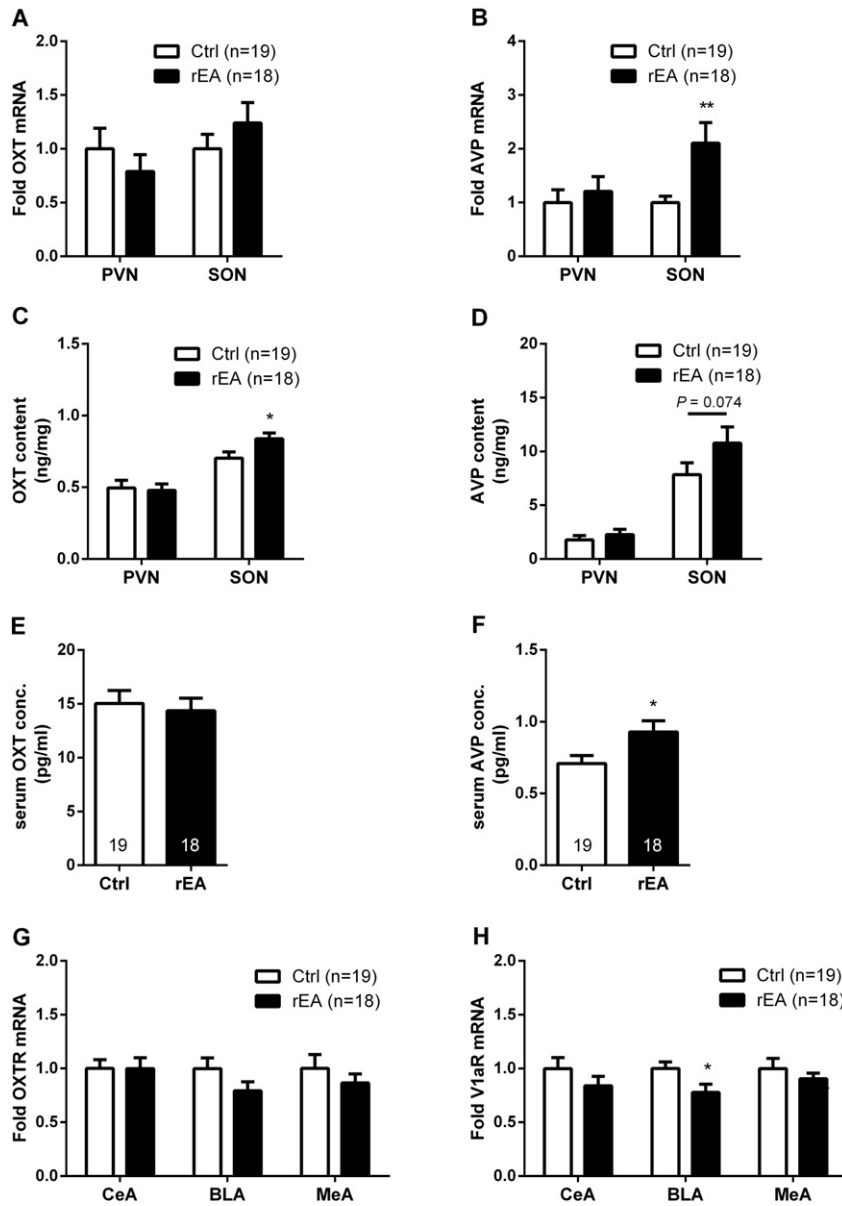 A
Fold OXT mRNA
2.0
1.5
1.0
0.5
0.0
Ctrl (n=19)
rEA (n=18)
PVN SON
B
Fold AVP mRNA
4
3
2
1
0
Ctrl (n=19)
rEA (n=18)
**
PVN SON
C
OXT content
(ng/mg)
1.5
1.0
0.5
0.0
Ctrl (n=19)
rEA (n=18)
*
PVN SON
D
AVP content
(ng/mg)
20
15
10
5
0
Ctrl (n=19)
rEA (n=18)
P = 0.074
PVN SON
E
serum OXT conc.
(pg/ml)
20
15
10
5
0
19 18
Ctrl rEA
F
serum AVP conc.
(pg/ml)
1.5
1.0
0.5
0.0
*
19 18
Ctrl rEA
G
Fold OXTR mRNA
2.0
1.5
1.0
0.5
0.0
Ctrl (n=19)
rEA (n=18)
CeA BLA MeA
H
Fold V1aR mRNA
2.0
1.5
1.0
0.5
0.0
Ctrl (n=19)
rEA (n=18)
*
CeA BLA MeA